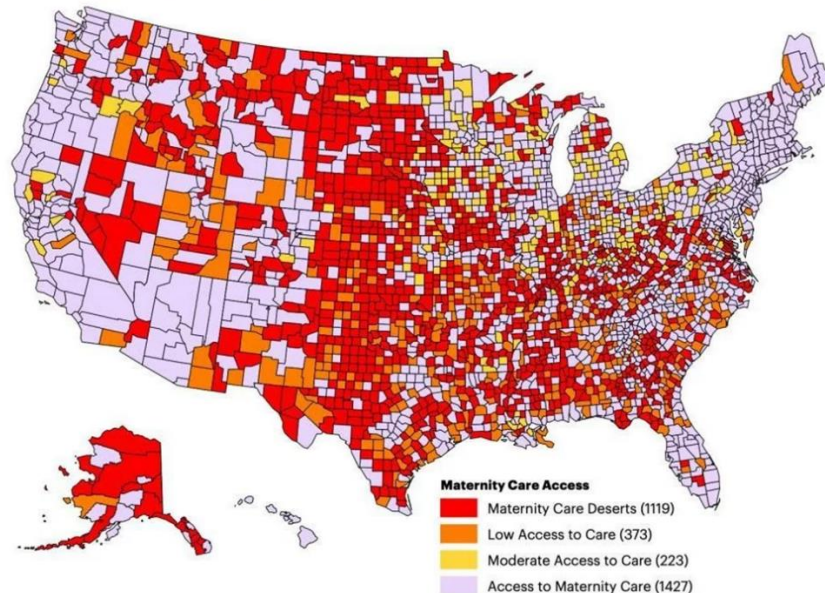 Maternity Care Access
Maternity Care Deserts (1119)
Low Access to Care (373)
Moderate Access to Care (223)
Access to Maternity Care (1427)